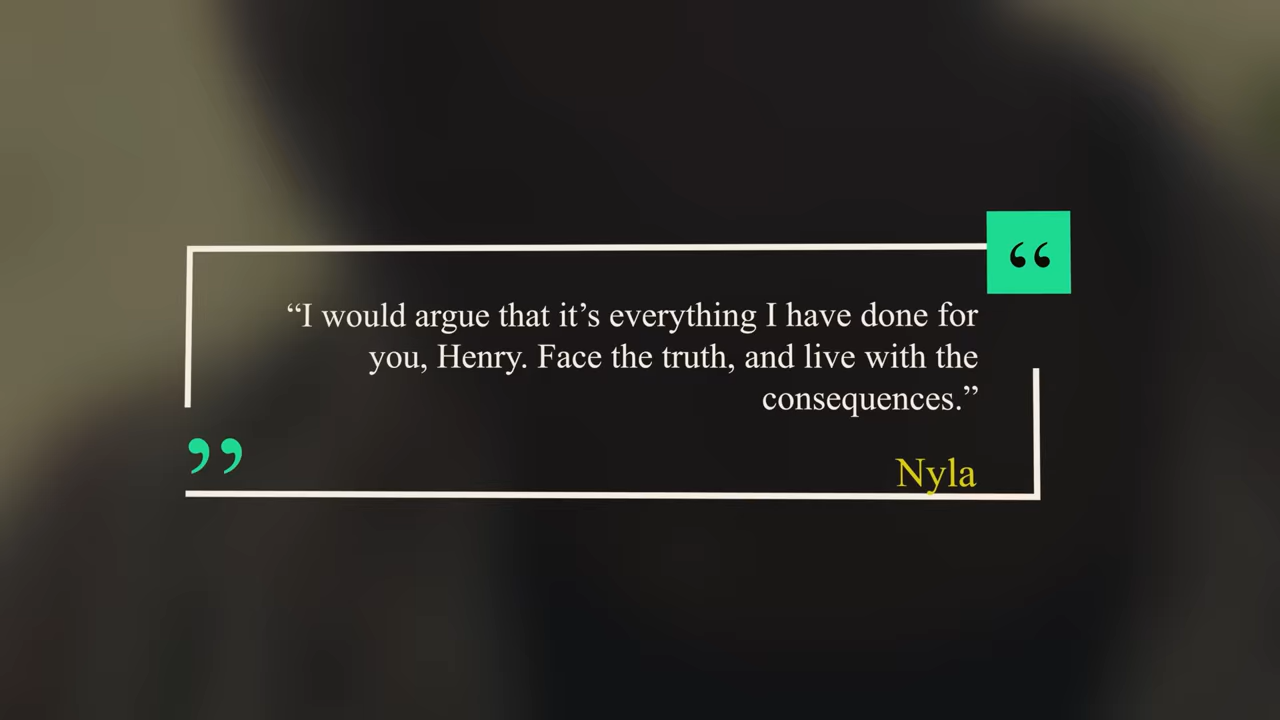 “
“I would argue that it’s everything I have done for
you, Henry. Face the truth, and live with the
consequences.”
”
Nyla